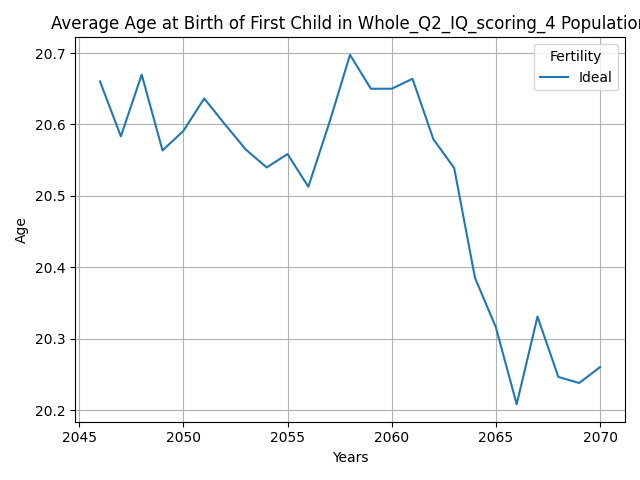 Average Age at Birth of First Child in Whole_Q2_IQ_scoring_4 Population
20.7
20.6
20.5
20.4
20.3
20.2
Age
Fertility
Ideal
2045 2050 2055 2060 2065 2070
Years